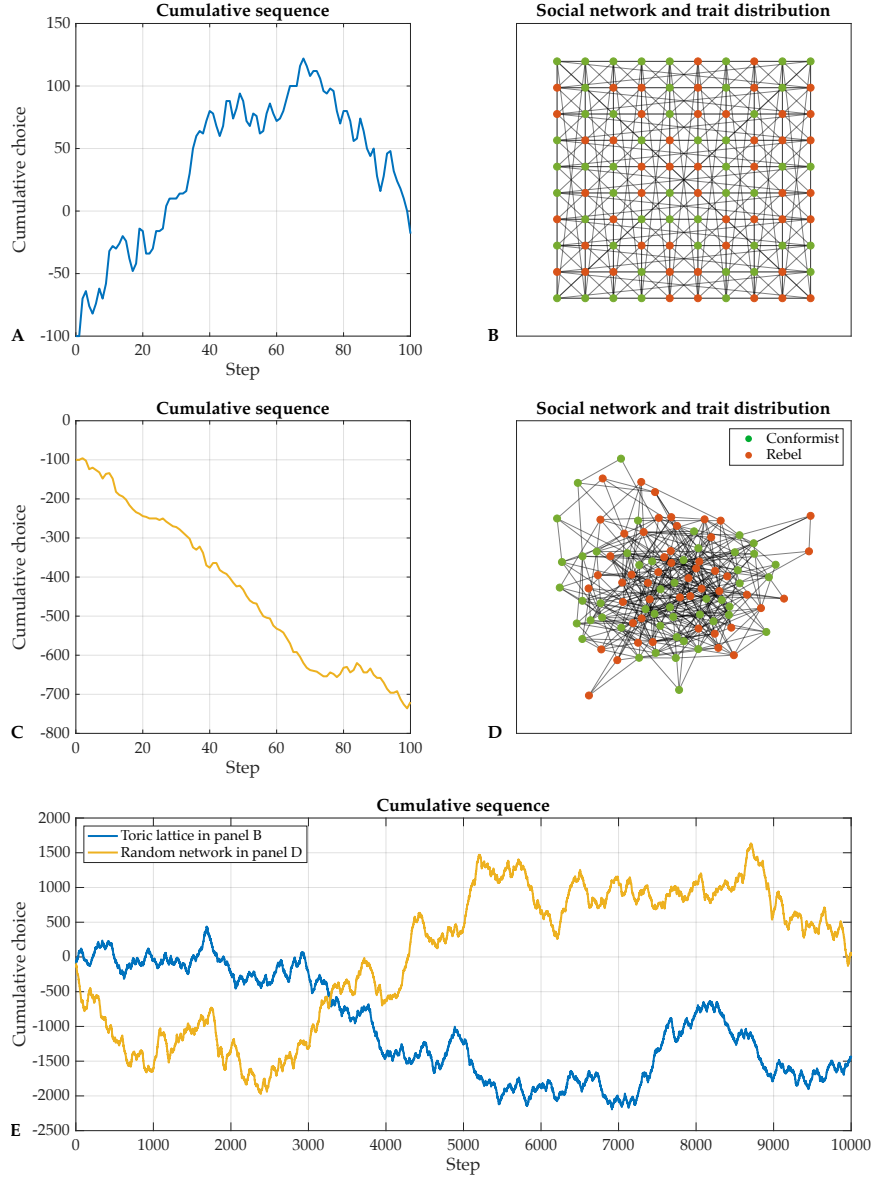 Cumulative sequence
150
100
50
0
-50
-100
0 20 40 60 80 100
Cumulative choice
Step
A
Social network and trait distribution
B
Cumulative sequence
0
-100
-200
-300
-400
-500
-600
-700
-800
0 20 40 60 80 100
Cumulative choice
Step
C
Social network and trait distribution
Conformist
Rebel
D
Cumulative sequence
2000
1500
1000
500
0
-500
-1000
-1500
-2000
-2500
Toric lattice in panel B
Random network in panel D
Cumulative choice
0 1000 2000 3000 4000 5000 6000 7000 8000 9000 10000
Step
E